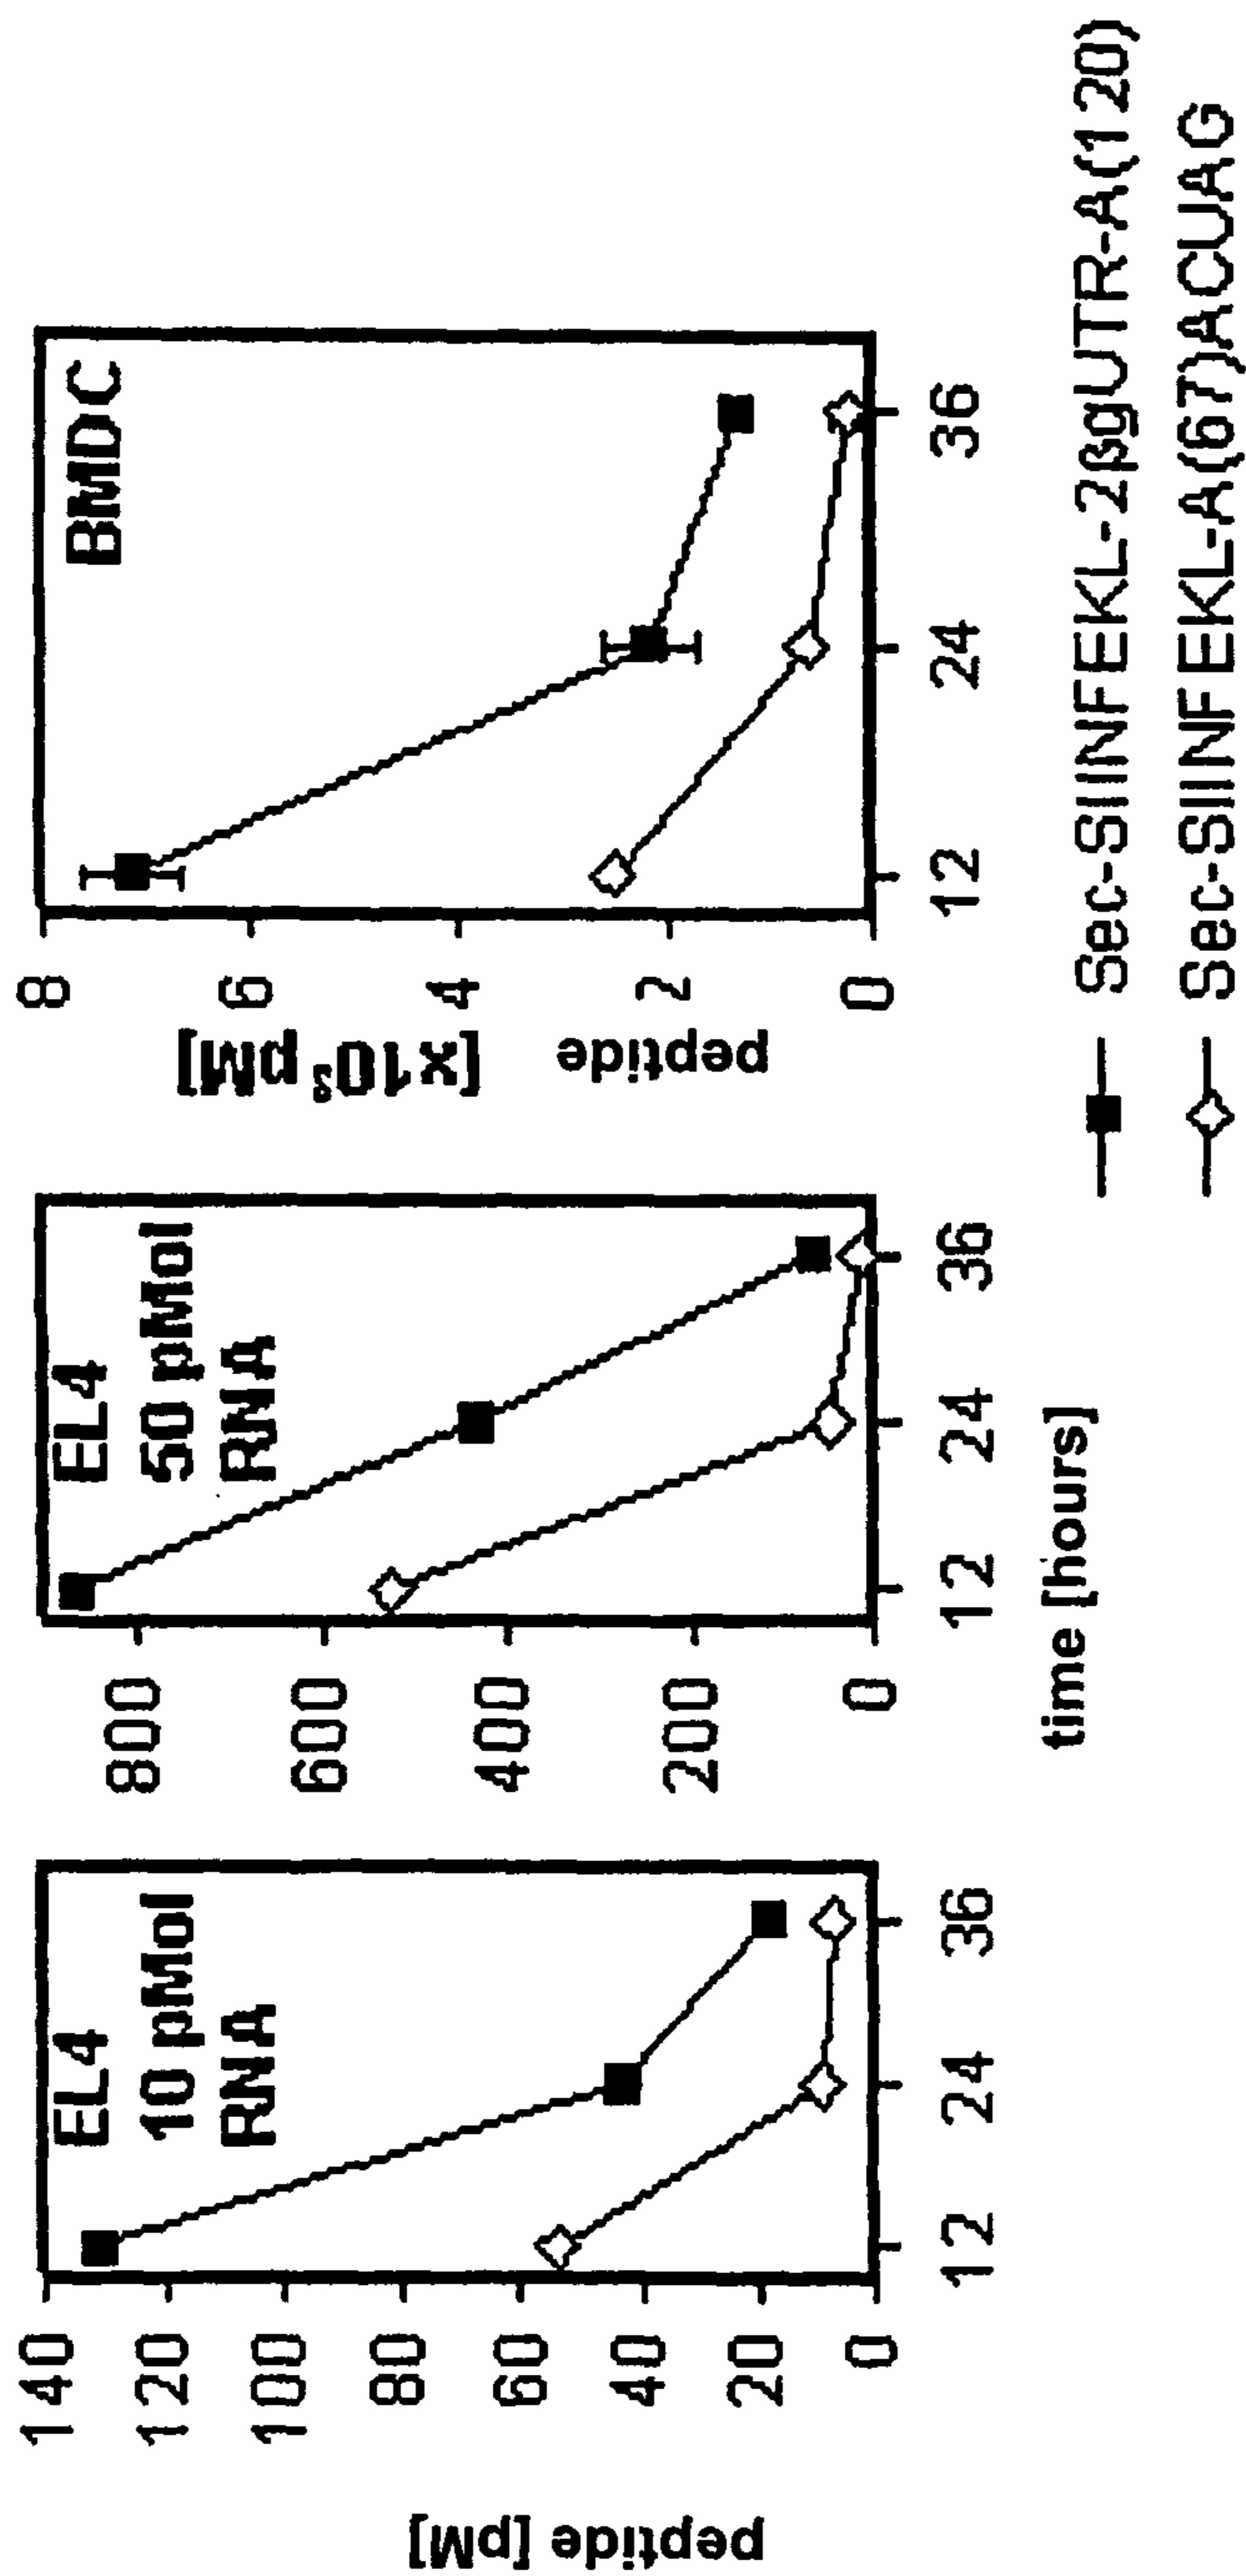 peptide [pM]
140
120
100
80
60
40
20
0
EL4
10 pMol
RNA
12
24
36
800
600
400
200
0
EL4
50 pMol
RNA
12
24
36
time [hours]
peptide
[x10³ pM]
8
6
4
2
0
BMDC
12
24
36
Sec-SIINFEKL-2βgUTR-A(120)
Sec-SIINFEKL-A(67)ACUAG